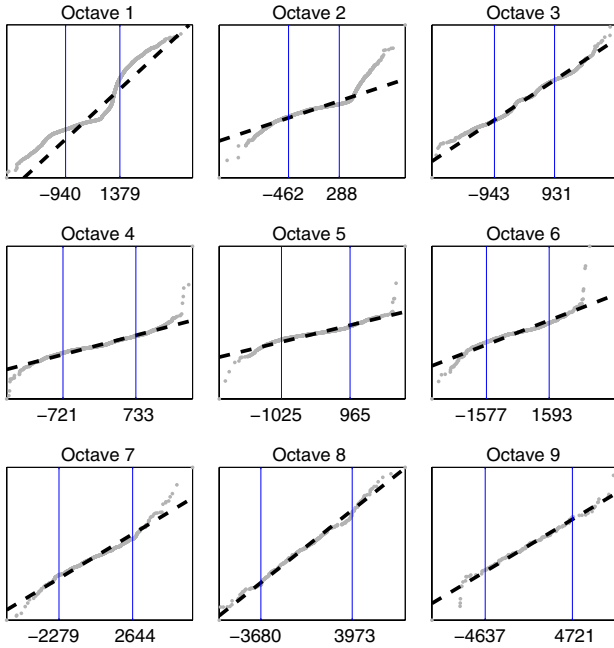 Octave 1
Octave 2
Octave 3
−940 1379
−462 288
−943 931
Octave 4
Octave 5
Octave 6
−721 733
−1025 965
−1577 1593
Octave 7
Octave 8
Octave 9
−2279 2644
−3680 3973
−4637 4721